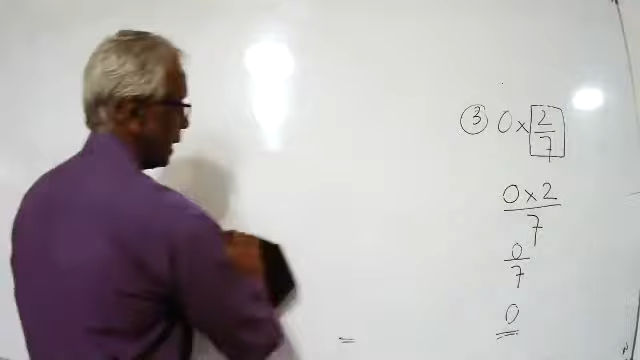 ③ 0 × 2/7
0 × 2/7
0/7
0
=